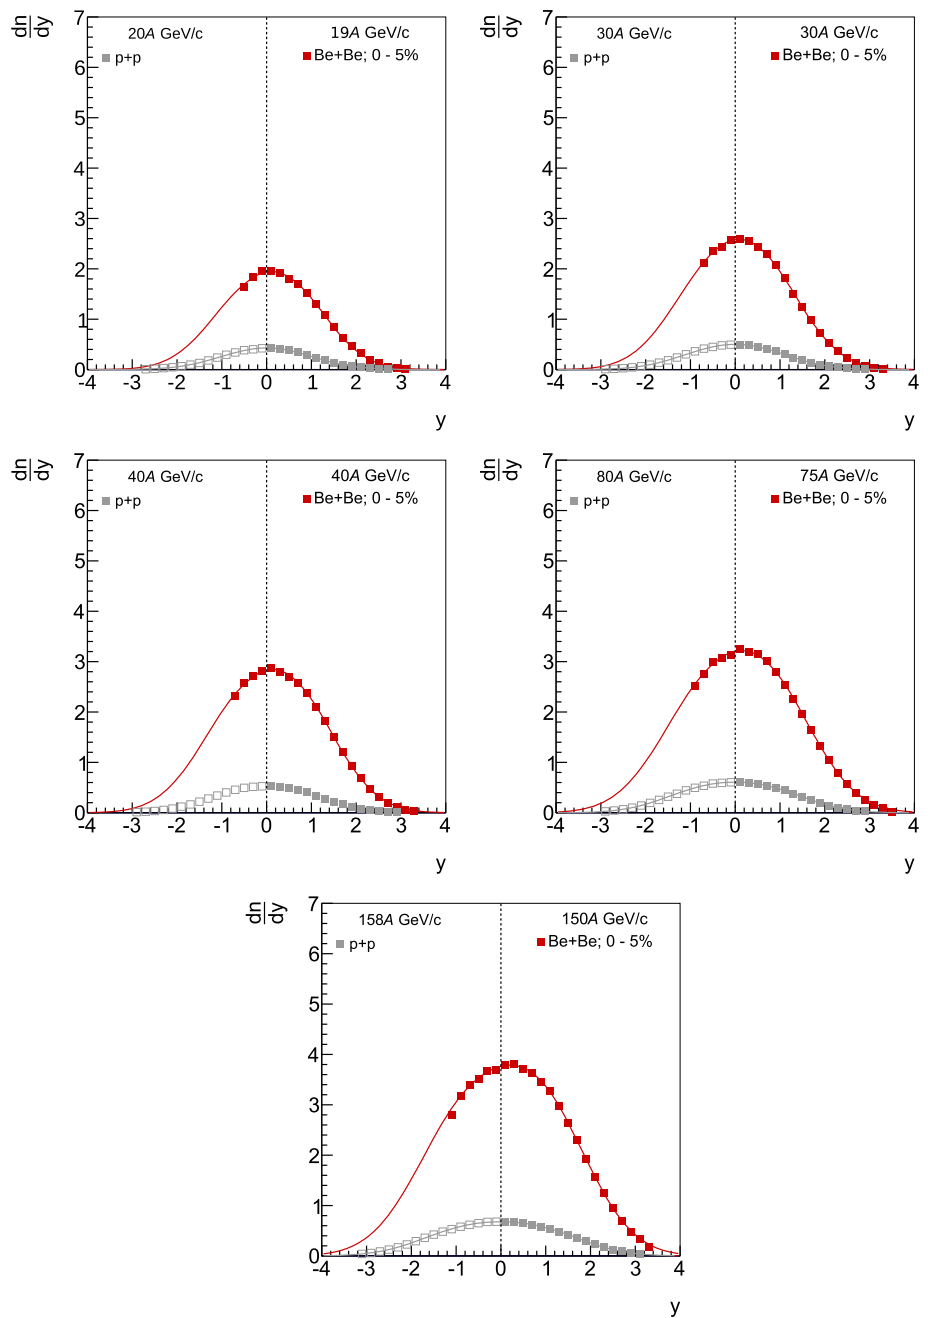 dn
dy
7
20A GeV/c
19A GeV/c
p+p
Be+Be; 0 - 5%
6
5
4
3
2
1
0
-4 -3 -2 -1 0 1 2 3 4
y
dn
dy
7
30A GeV/c
30A GeV/c
p+p
Be+Be; 0 - 5%
6
5
4
3
2
1
0
-4 -3 -2 -1 0 1 2 3 4
y
dn
dy
7
40A GeV/c
40A GeV/c
p+p
Be+Be; 0 - 5%
6
5
4
3
2
1
0
-4 -3 -2 -1 0 1 2 3 4
y
dn
dy
7
80A GeV/c
75A GeV/c
p+p
Be+Be; 0 - 5%
6
5
4
3
2
1
0
-4 -3 -2 -1 0 1 2 3 4
y
dn
dy
7
158A GeV/c
150A GeV/c
p+p
Be+Be; 0 - 5%
6
5
4
3
2
1
0
-4 -3 -2 -1 0 1 2 3 4
y